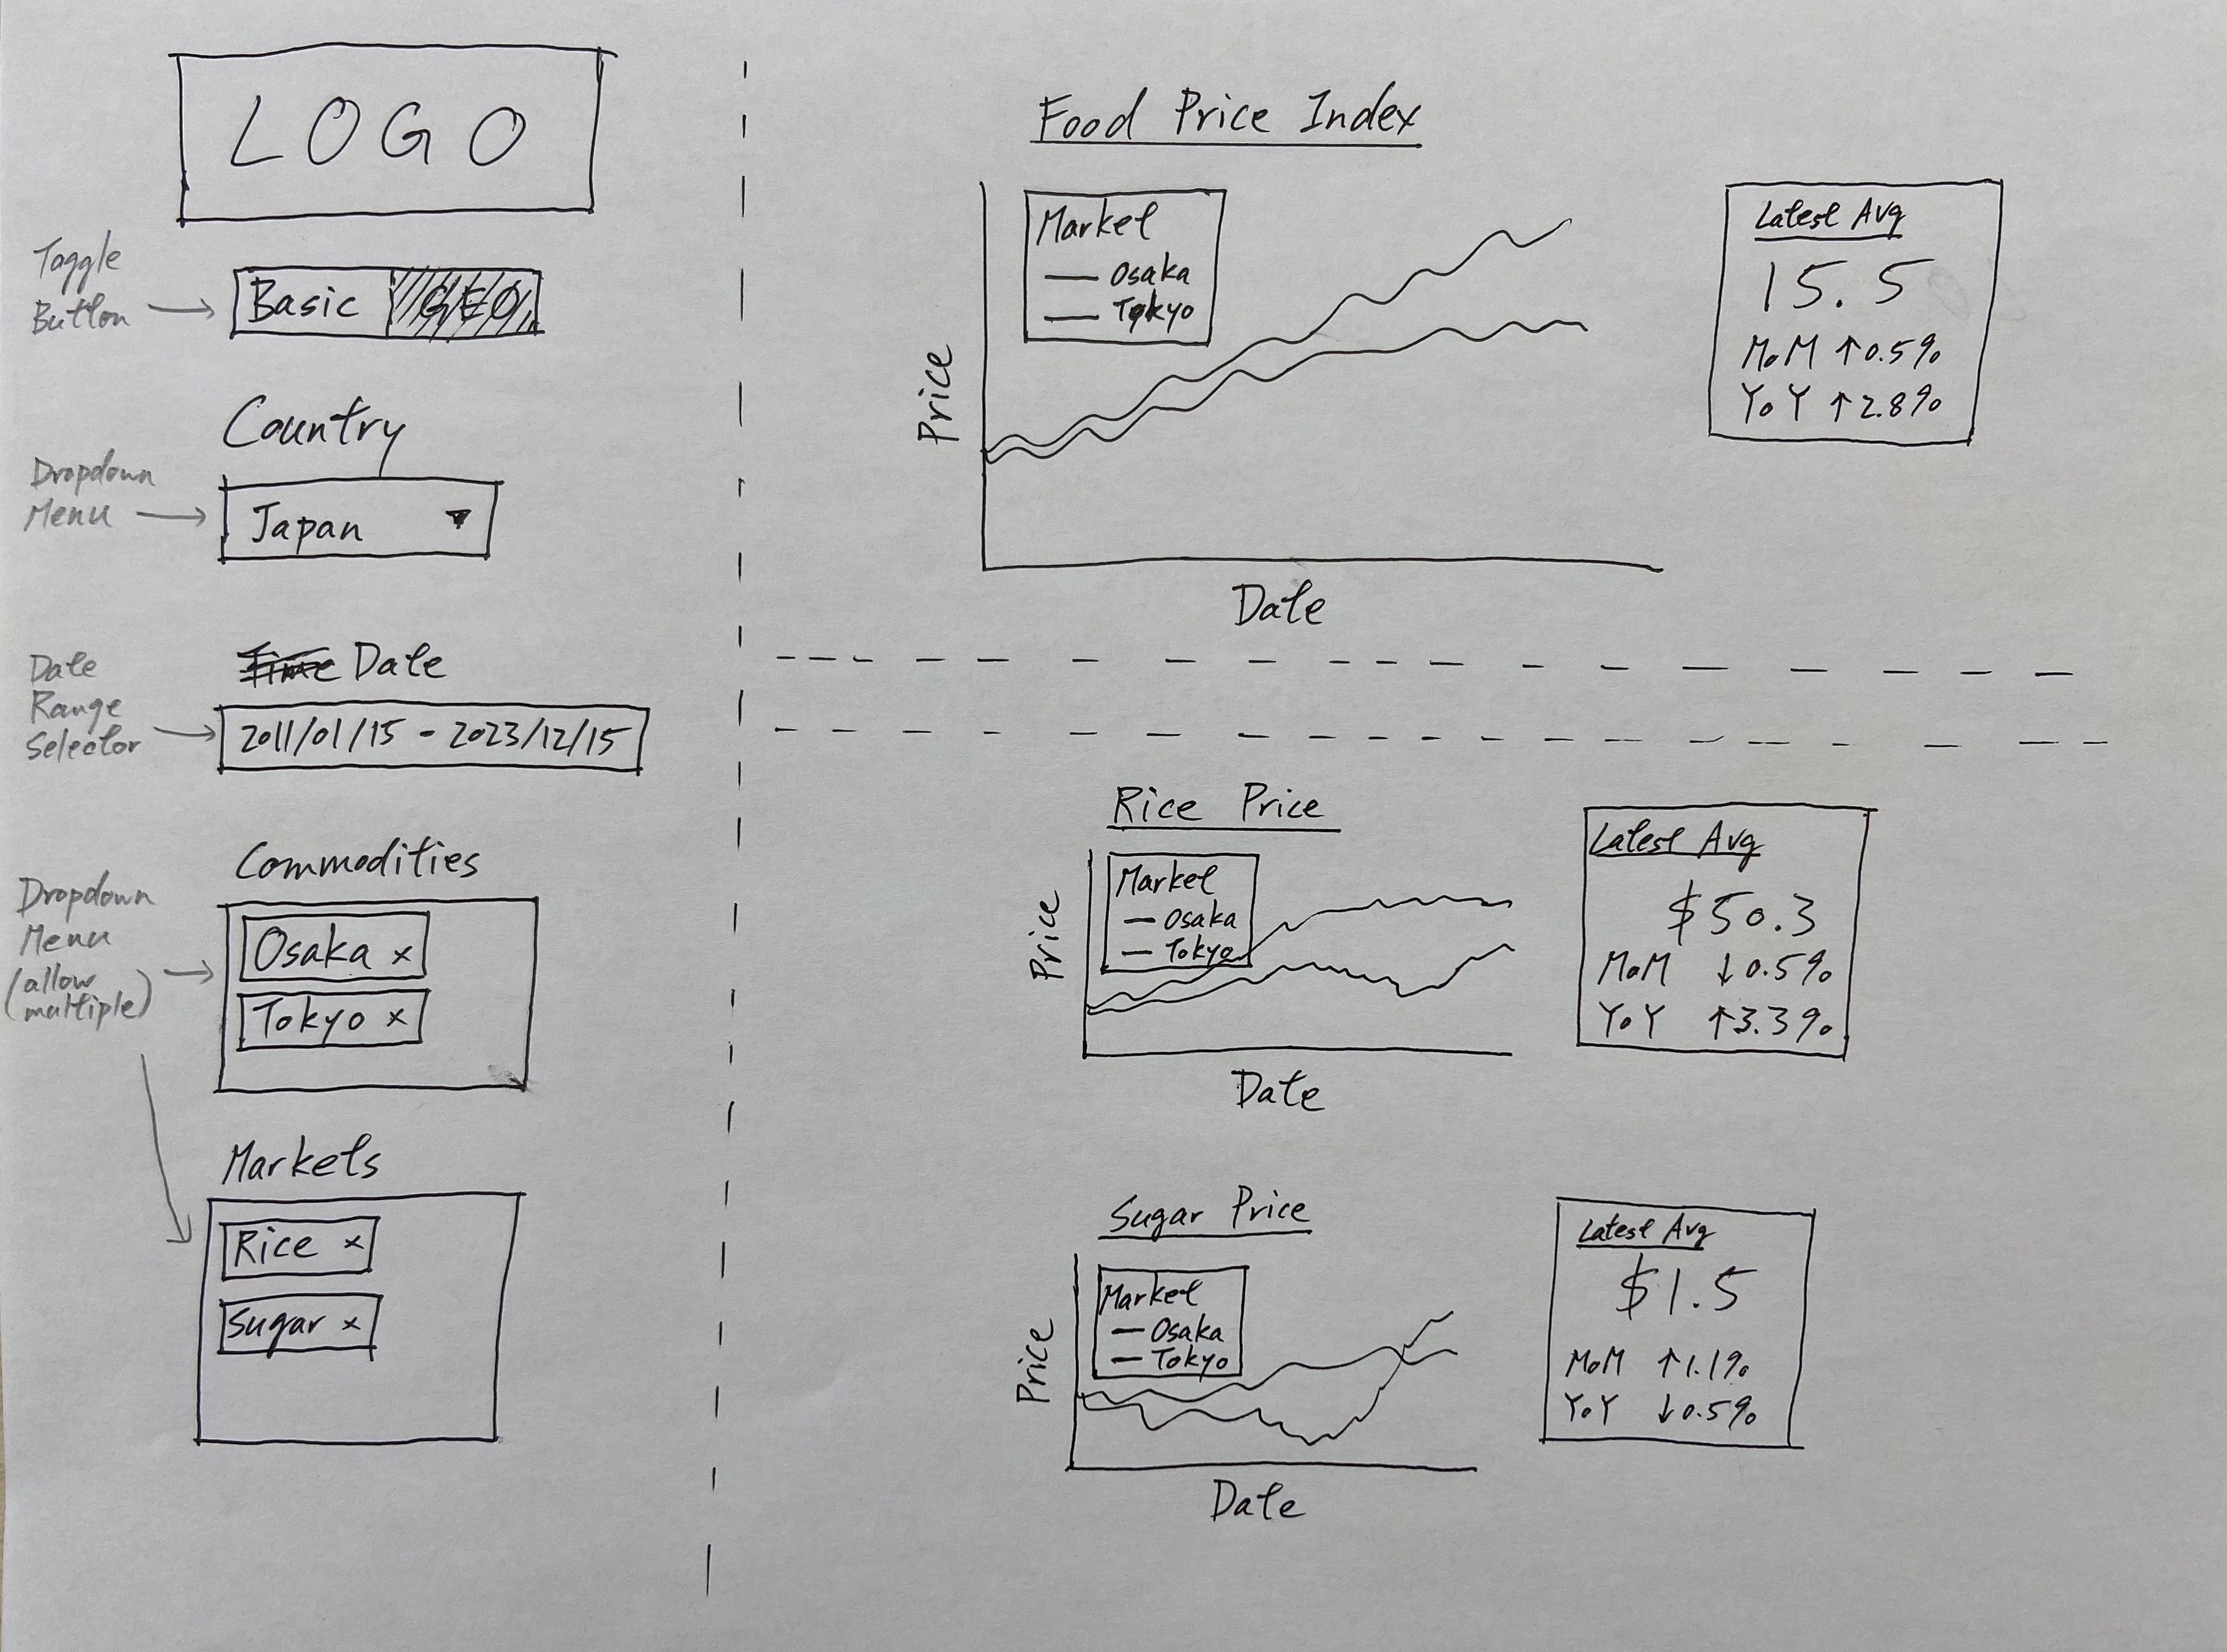 LOGO
Toggle
Button
Basic GEO
Country
Dropdown
Menu
Japan
Time Date
Date
Range
Selector
2011/01/15 - 2023/12/15
Commodities
Dropdown
Menu
(allow
multiple)
Osaka ×
Tokyo ×
Markets
Rice ×
Sugar ×
Food Price Index
Market
Osaka
Tokyo
Price
Date
Latest Avg
15.5
MoM ↑0.5%
YoY ↑2.8%
Rice Price
Market
Osaka
Tokyo
Price
Date
Latest Avg
$50.3
MoM ↓0.5%
YoY ↑3.3%
Sugar Price
Market
Osaka
Tokyo
Price
Date
Latest Avg
$1.5
MoM ↑1.1%
YoY ↓0.5%